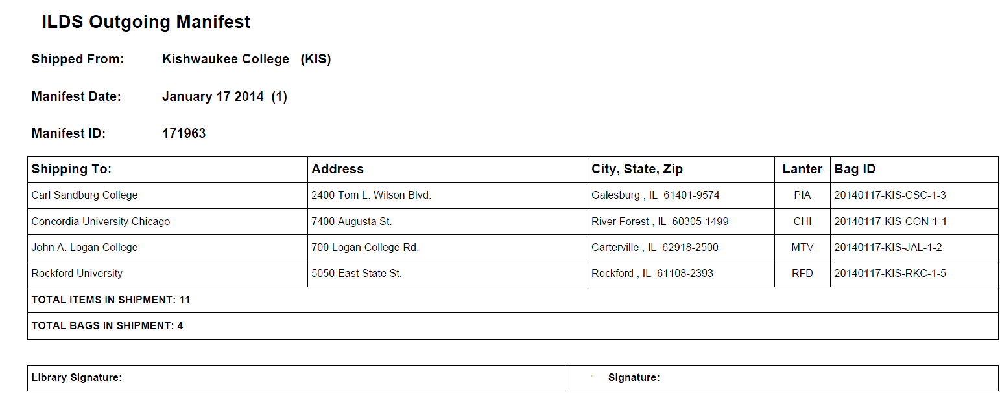 ILDS Outgoing Manifest
Shipped From: Kishwaukee College (KIS)
Manifest Date: January 17 2014 (1)
Manifest ID: 171963
Shipping To: Address City, State, Zip Lanter Bag ID
Carl Sandburg College 2400 Tom L. Wilson Blvd. Galesburg , IL 61401-9574 PIA 20140117-KIS-CSC-1-3
Concordia University Chicago 7400 Augusta St. River Forest , IL 60305-1499 CHI 20140117-KIS-CON-1-1
John A. Logan College 700 Logan College Rd. Carterville , IL 62918-2500 MTV 20140117-KIS-JAL-1-2
Rockford University 5050 East State St. Rockford , IL 61108-2393 RFD 20140117-KIS-RKC-1-5
TOTAL ITEMS IN SHIPMENT: 11
TOTAL BAGS IN SHIPMENT: 4
Library Signature: Signature: